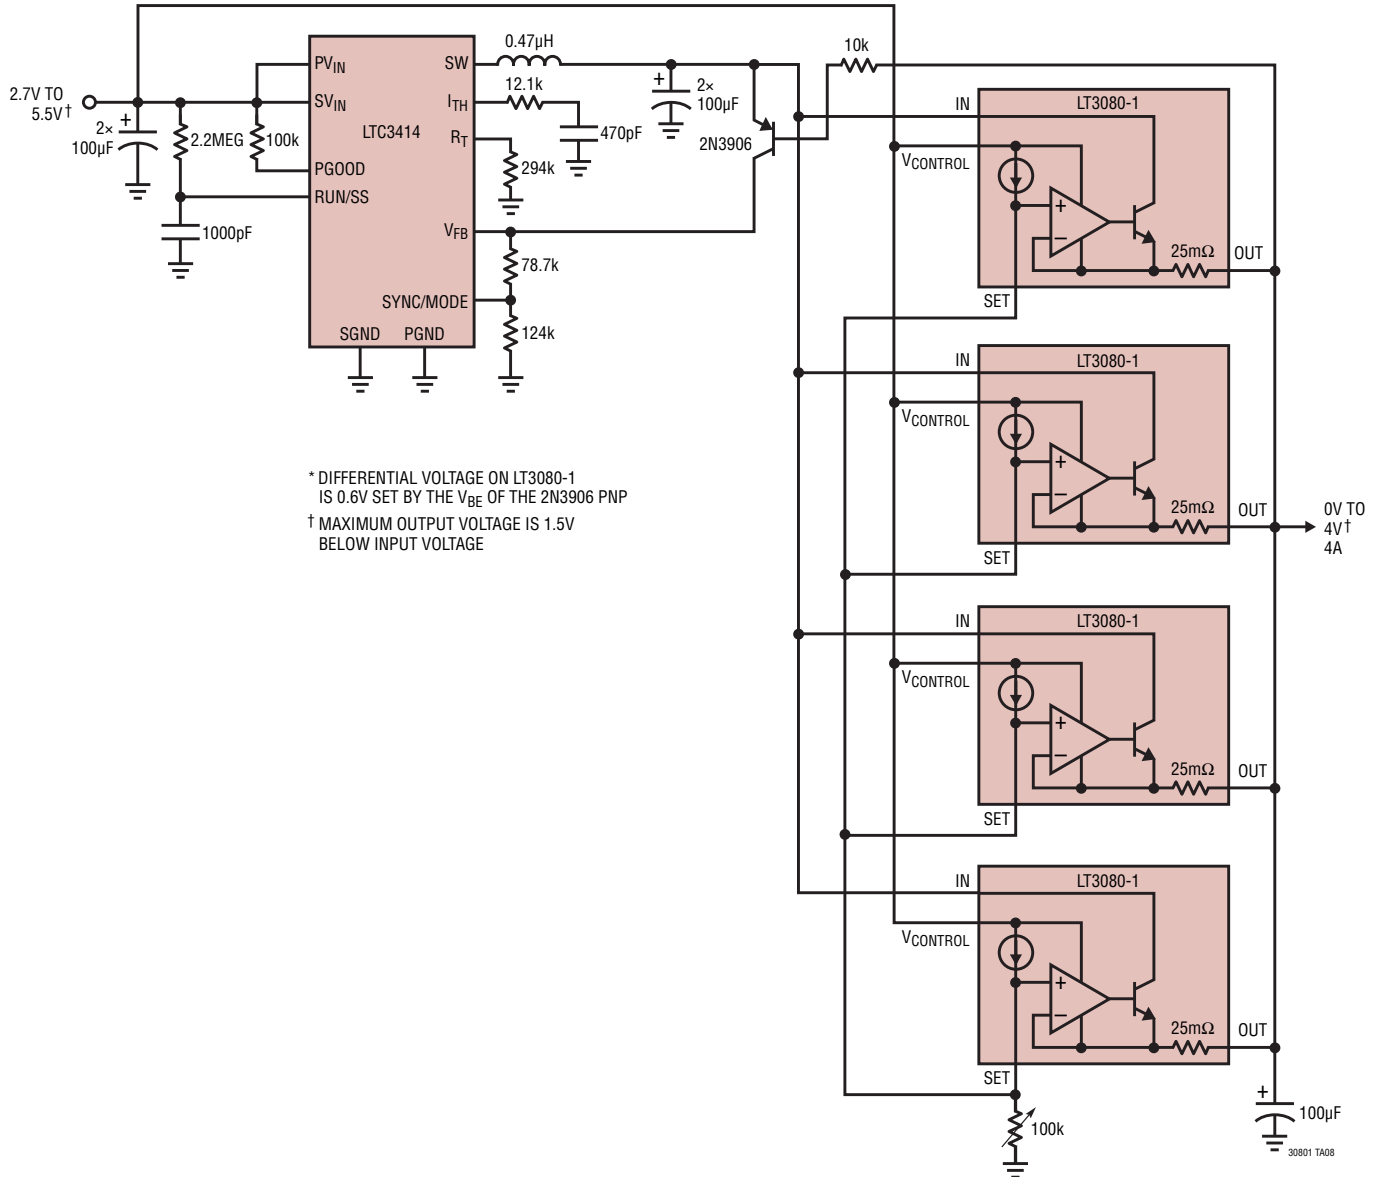 2.7V TO
5.5V†
+
2×
100µF
2.2MEG
100k
1000pF
PVIN
SVIN
LTC3414
PGOOD
RUN/SS
SW
ITH
RT
VFB
SYNC/MODE
SGND
PGND
0.47µH
12.1k
470pF
294k
78.7k
124k
+
2×
100µF
2N3906
10k
* DIFFERENTIAL VOLTAGE ON LT3080-1
IS 0.6V SET BY THE VBE OF THE 2N3906 PNP
† MAXIMUM OUTPUT VOLTAGE IS 1.5V
BELOW INPUT VOLTAGE
IN
LT3080-1
VCONTROL
+
–
25mΩ
OUT
SET
IN
LT3080-1
VCONTROL
+
–
25mΩ
OUT
SET
0V TO
4V†
4A
IN
LT3080-1
VCONTROL
+
–
25mΩ
OUT
SET
IN
LT3080-1
VCONTROL
+
–
25mΩ
OUT
SET
100k
+
100µF
30801 TA08